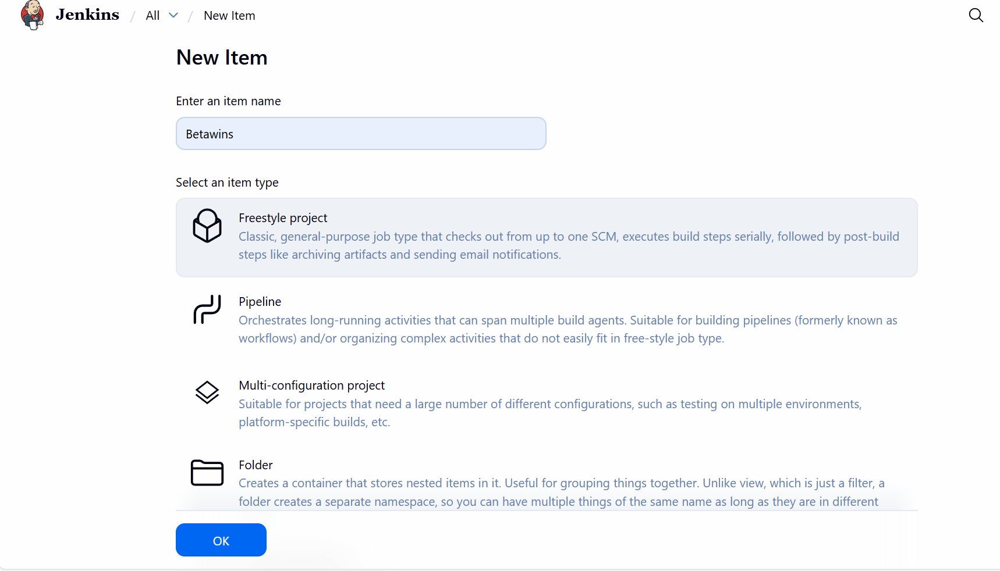 Jenkins / All / New Item
New Item
Enter an item name
Betawins
Select an item type
Freestyle project
Classic, general-purpose job type that checks out from up to one SCM, executes build steps serially, followed by post-build
steps like archiving artifacts and sending email notifications.
Pipeline
Orchestrates long-running activities that can span multiple build agents. Suitable for building pipelines (formerly known as
workflows) and/or organizing complex activities that do not easily fit in free-style job type.
Multi-configuration project
Suitable for projects that need a large number of different configurations, such as testing on multiple environments,
platform-specific builds, etc.
Folder
Creates a container that stores nested items in it. Useful for grouping things together. Unlike view, which is just a filter, a
folder creates a separate namespace, so you can have multiple things of the same name as long as they are in different
OK